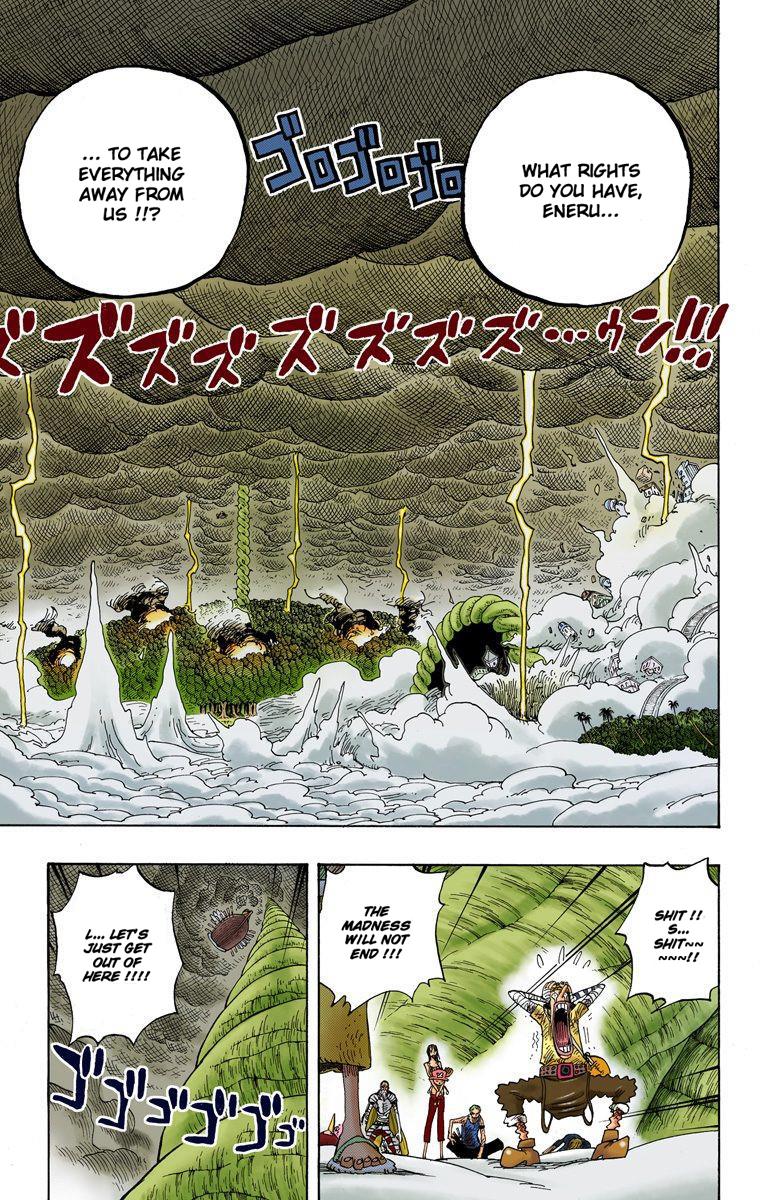 WHAT RIGHTS
DO YOU HAVE,
ENERU...
ゴロゴロゴロ
... TO TAKE
EVERYTHING
AWAY FROM
US !!?
ズズズズズズズズ...ウン!!!
SHIT !!
S...
SHIT~~
~~~!!
THE
MADNESS
WILL NOT
END !!!
L... LET'S
JUST GET
OUT OF
HERE !!!!
ゴゴゴゴゴゴ